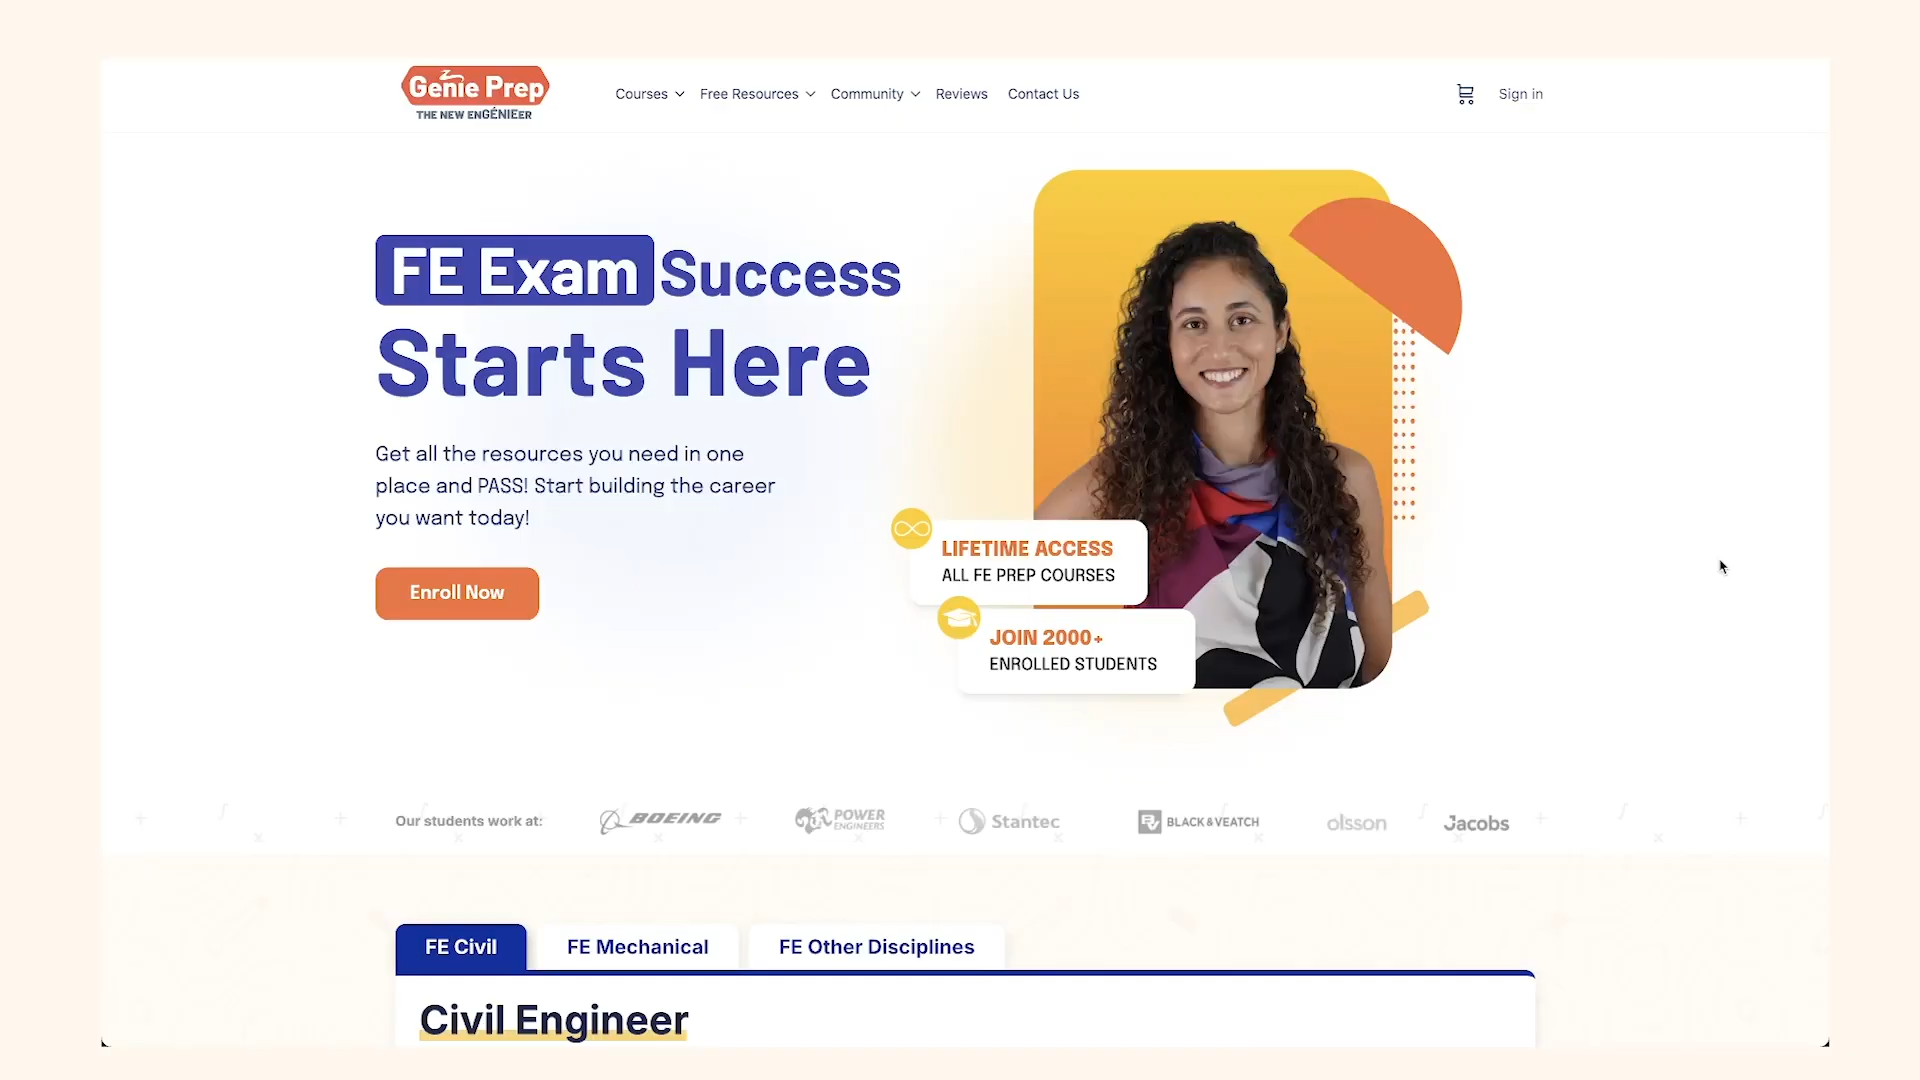 Genie Prep
THE NEW ENGÉNIEER
Courses
Free Resources
Community
Reviews
Contact Us
Sign in
FE Exam Success
Starts Here
Get all the resources you need in one
place and PASS! Start building the career
you want today!
Enroll Now
LIFETIME ACCESS
ALL FE PREP COURSES
JOIN 2000+
ENROLLED STUDENTS
Our students work at:
BOEING
POWER
ENGINEERS
Stantec
BV BLACK & VEATCH
olsson
Jacobs
FE Civil
FE Mechanical
FE Other Disciplines
Civil Engineer